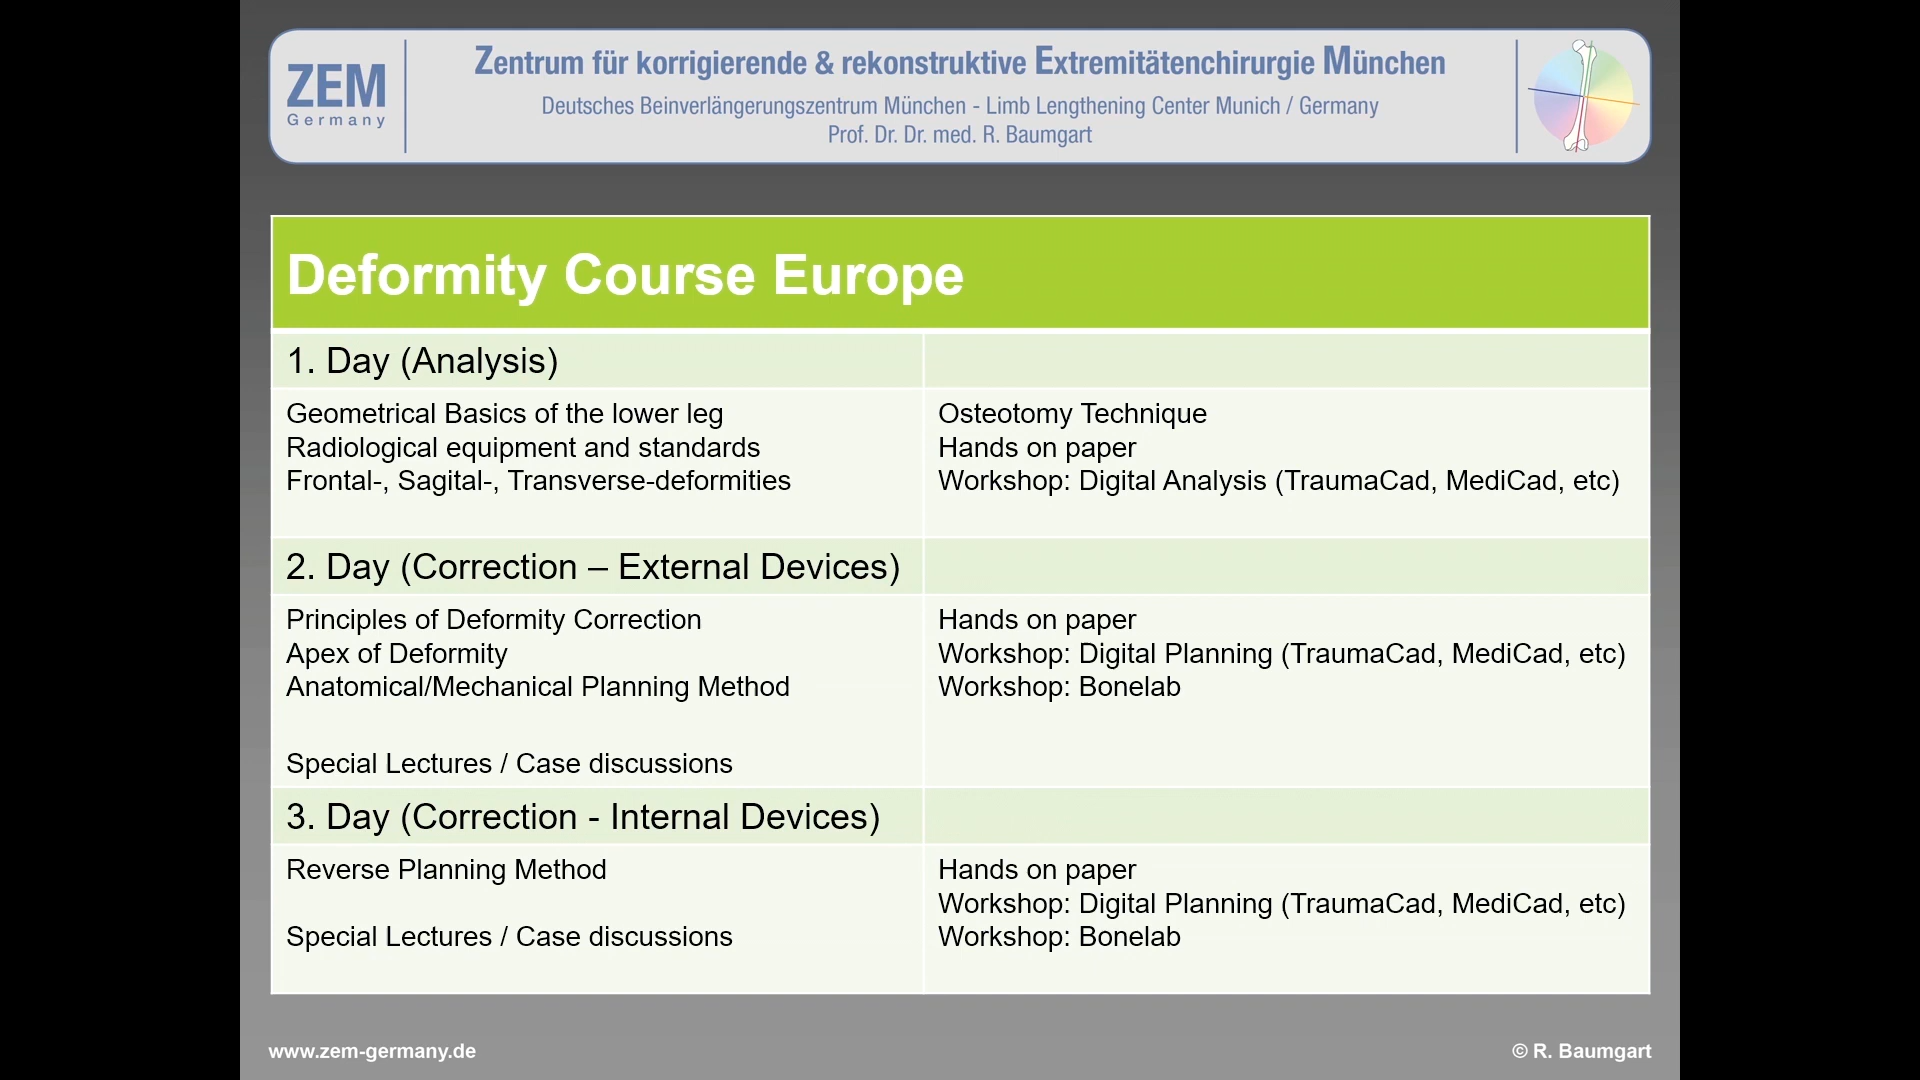 ZEM
Germany
Zentrum für korrigierende & rekonstruktive Extremitätenchirurgie München
Deutsches Beinverlängerungszentrum München - Limb Lengthening Center Munich / Germany
Prof. Dr. Dr. med. R. Baumgart
Deformity Course Europe
1. Day (Analysis)
Geometrical Basics of the lower leg
Radiological equipment and standards
Frontal-, Sagital-, Transverse-deformities
Osteotomy Technique
Hands on paper
Workshop: Digital Analysis (TraumaCad, MediCad, etc)
2. Day (Correction – External Devices)
Principles of Deformity Correction
Apex of Deformity
Anatomical/Mechanical Planning Method
Special Lectures / Case discussions
Hands on paper
Workshop: Digital Planning (TraumaCad, MediCad, etc)
Workshop: Bonelab
3. Day (Correction - Internal Devices)
Reverse Planning Method
Special Lectures / Case discussions
Hands on paper
Workshop: Digital Planning (TraumaCad, MediCad, etc)
Workshop: Bonelab
www.zem-germany.de
© R. Baumgart